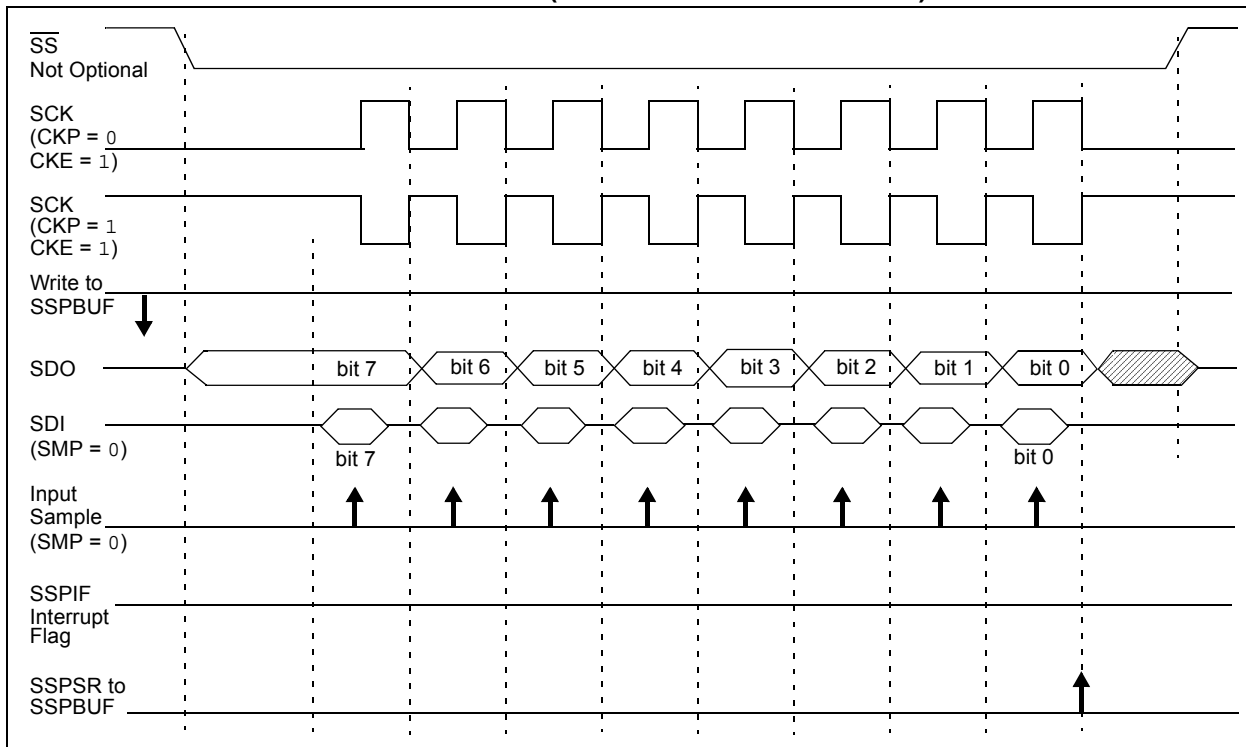 SS
Not Optional
SCK
(CKP = 0
CKE = 1)
SCK
(CKP = 1
CKE = 1)
Write to
SSPBUF
SDO
bit 7 bit 6 bit 5 bit 4 bit 3 bit 2 bit 1 bit 0
SDI
(SMP = 0)
bit 7 bit 0
Input
Sample
(SMP = 0)
SSPIF
Interrupt
Flag
SSPSR to
SSPBUF